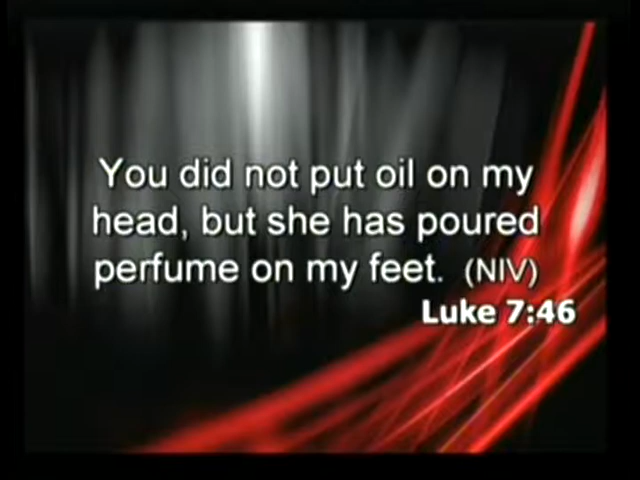 You did not put oil on my
head, but she has poured
perfume on my feet. (NIV)
Luke 7:46